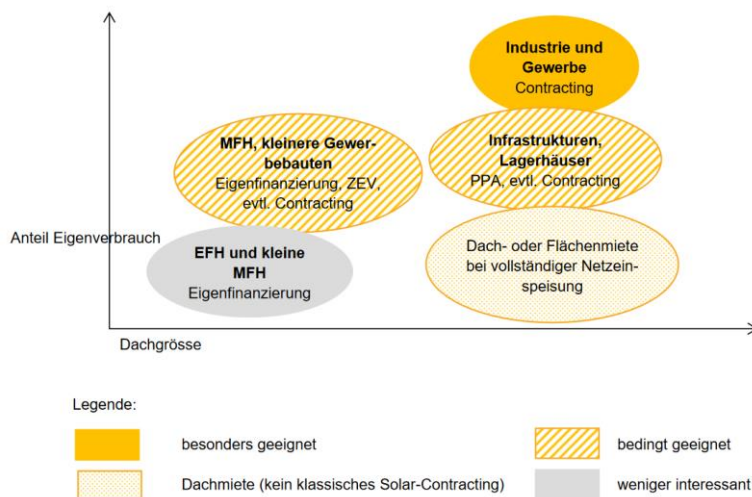 Industrie und
Gewerbe
Contracting
MFH, kleinere Gewer-
bebauten
Eigenfinanzierung, ZEV,
evtl. Contracting
Infrastrukturen,
Lagerhäuser
PPA, evtl. Contracting
Anteil Eigenverbrauch
EFH und kleine
MFH
Eigenfinanzierung
Dach- oder Flächenmiete
bei vollständiger Netzein-
speisung
Dachgrösse
Legende:
besonders geeignet
bedingt geeignet
Dachmiete (kein klassisches Solar-Contracting)
weniger interessant